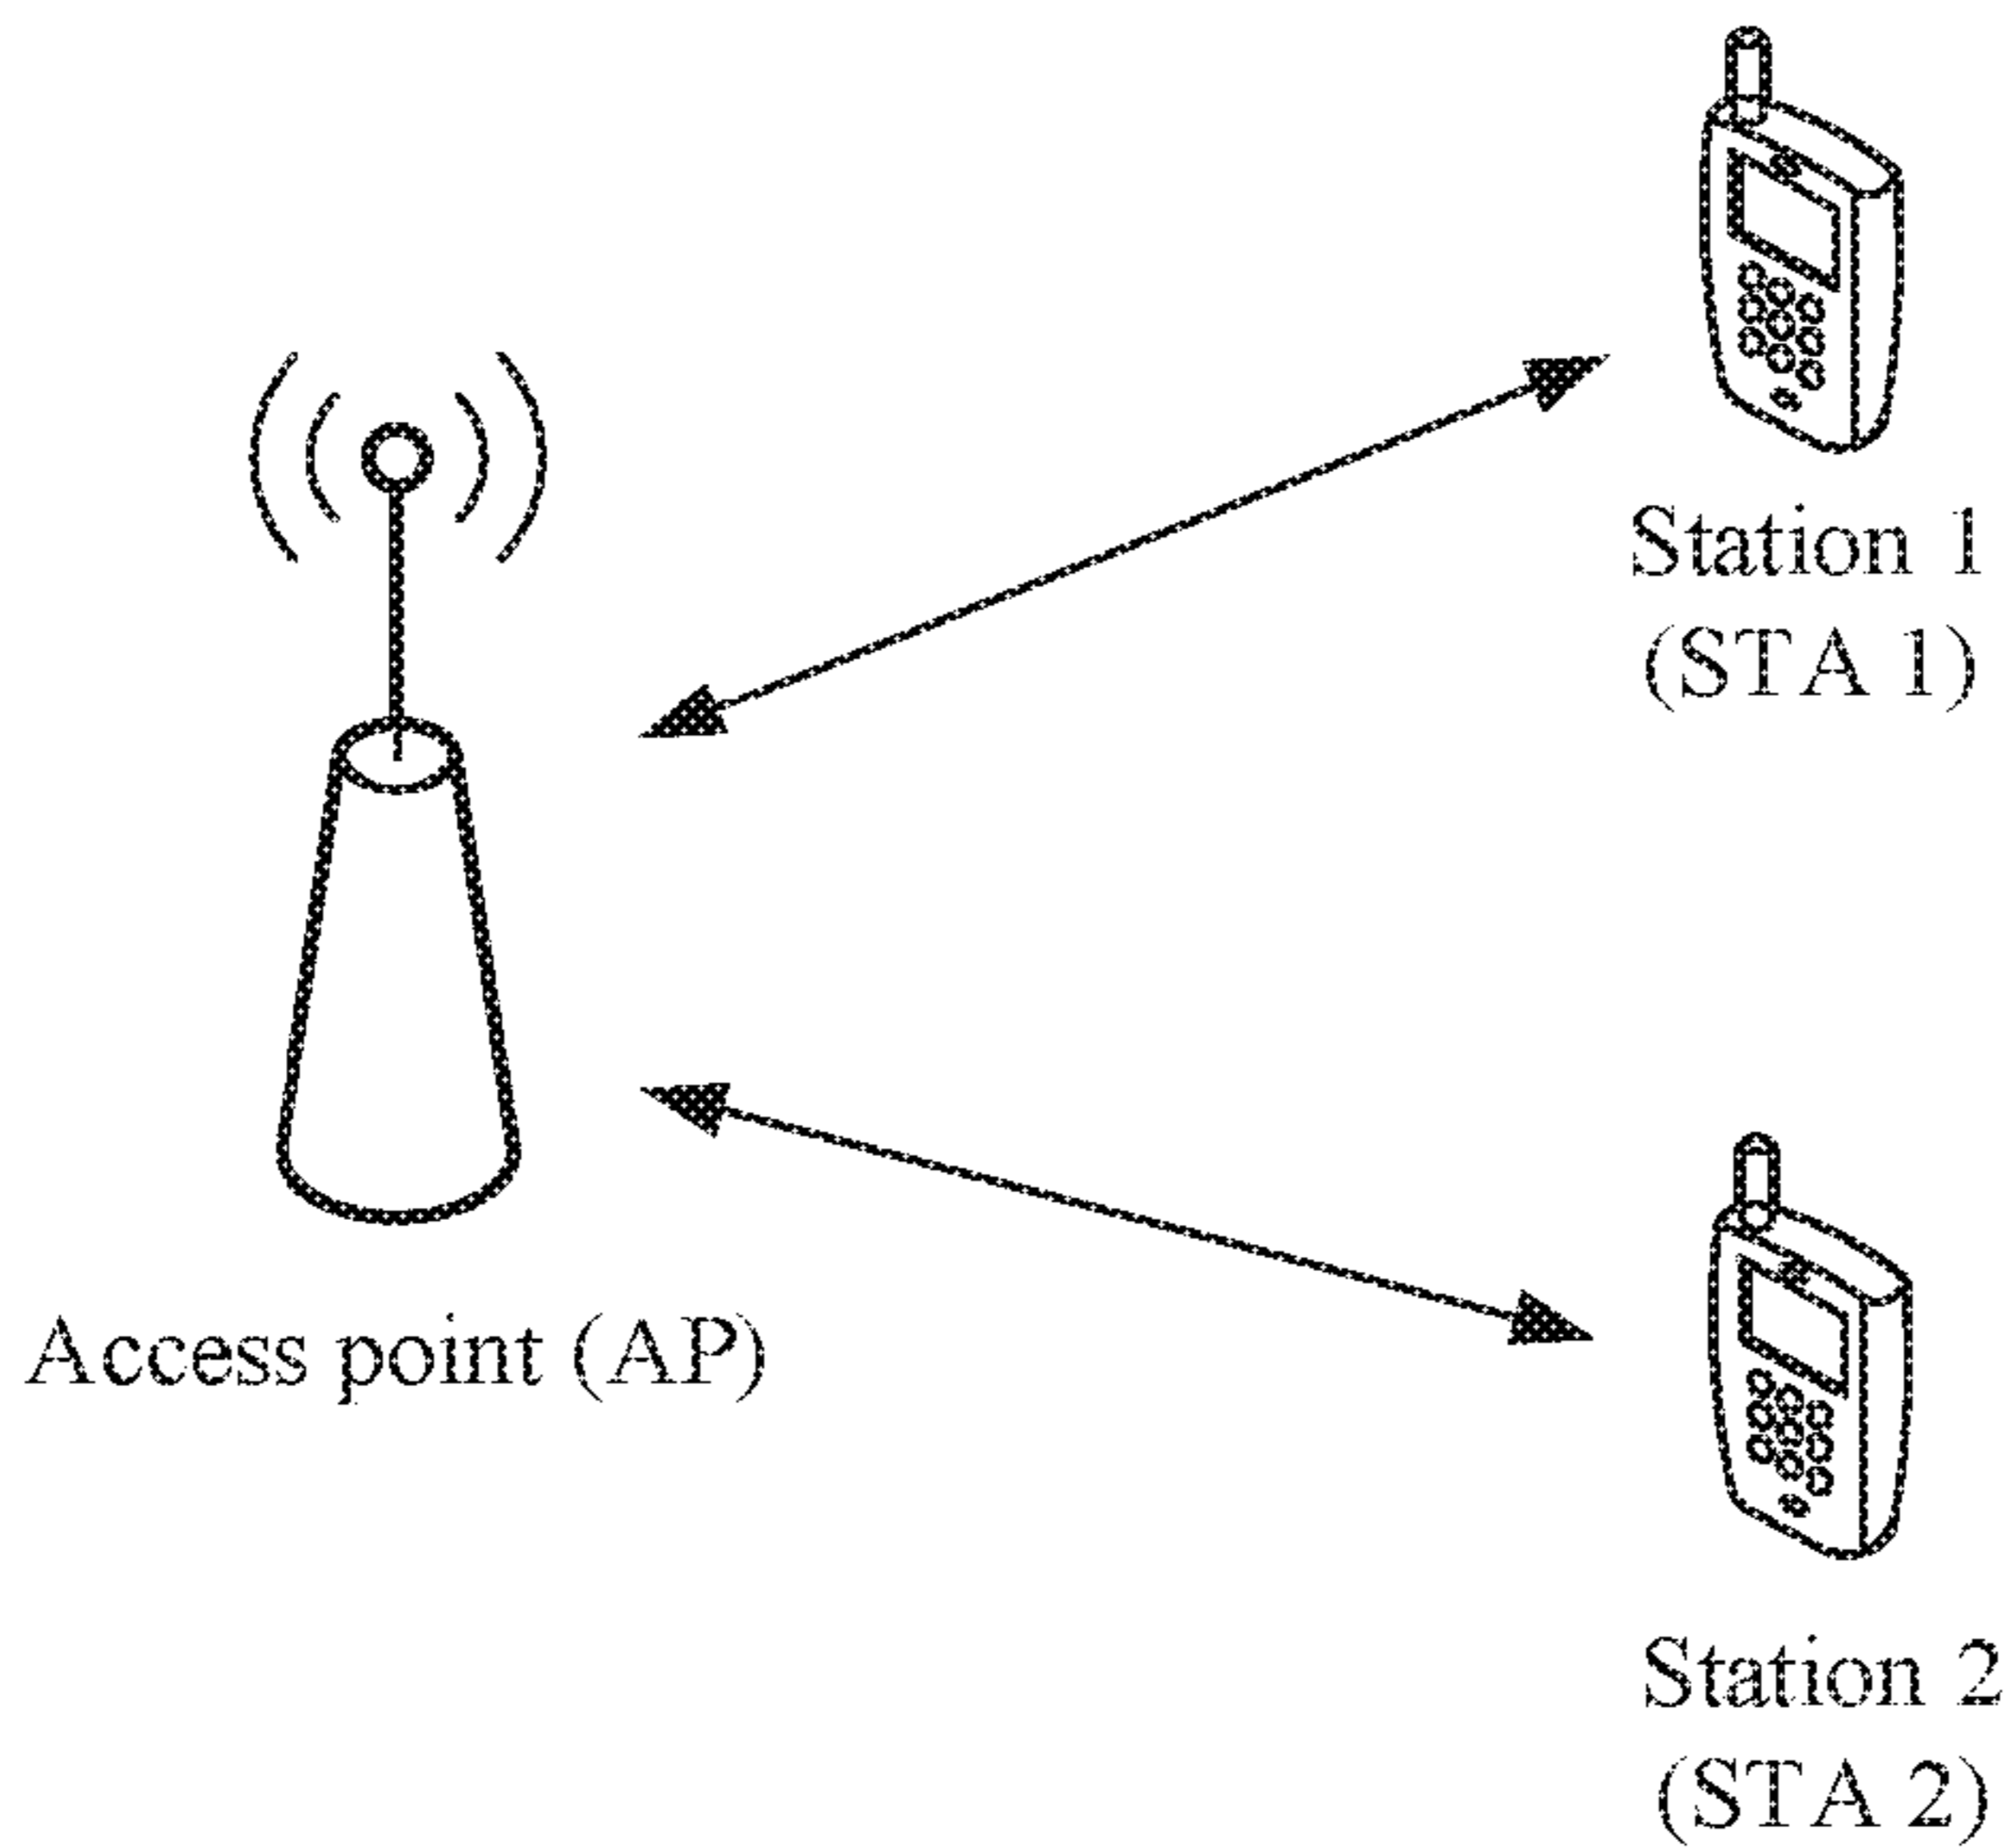 Station 1
(STA 1)
Access point (AP)
Station 2
(STA 2)